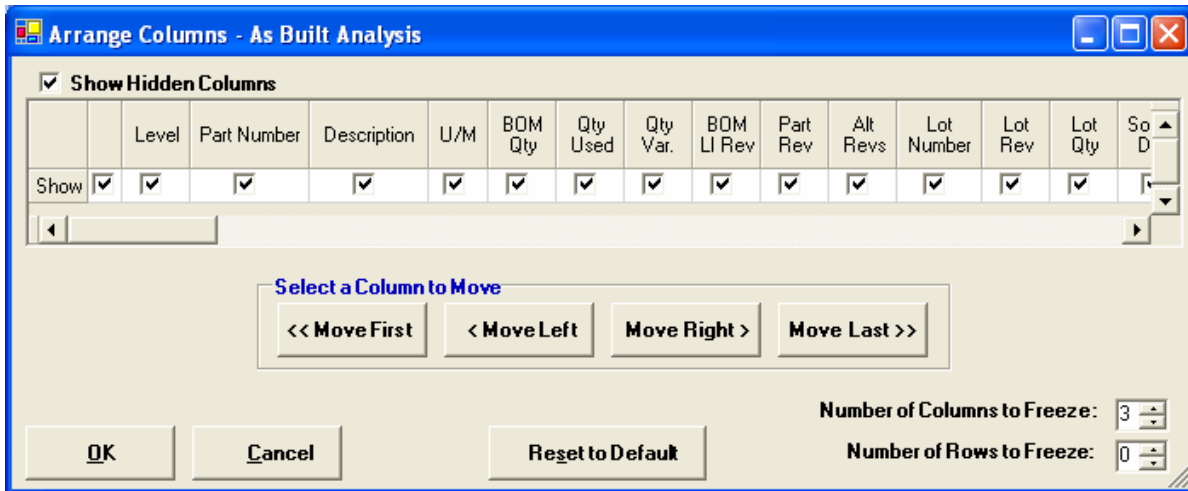 Arrange Columns - As Built Analysis
Show Hidden Columns
Level Part Number Description U/M BOM Qty Qty Used Qty Var. BOM LI Rev Part Rev Alt Revs Lot Number Lot Rev Lot Qty
Show
Select a Column to Move
<< Move First < Move Left Move Right > Move Last >>
Number of Columns to Freeze: 3
OK Cancel Reset to Default Number of Rows to Freeze: 0